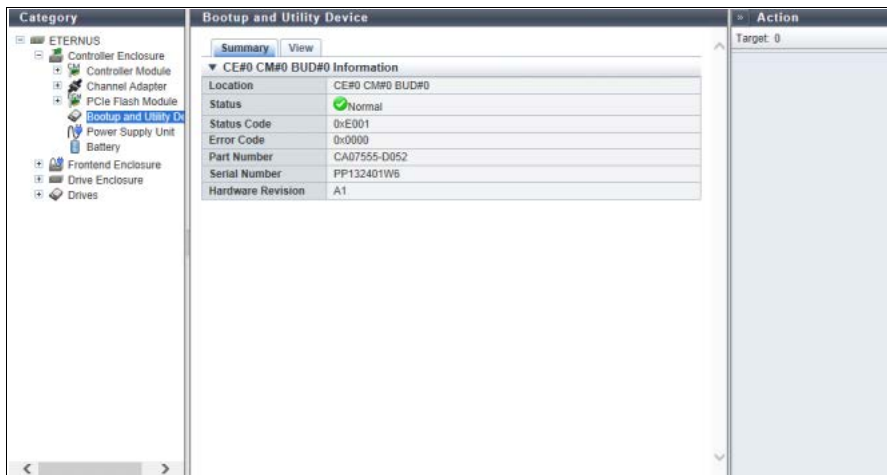 Category
ETERNUS
Controller Enclosure
CM Controller Module
Channel Adapter
PCIe Flash Module
Bootup and Utility De
Power Supply Unit
Battery
Frontend Enclosure
Drive Enclosure
Drives
Bootup and Utility Device
Summary View
▼ CE#0 CM#0 BUD#0 Information
Location CE#0 CM#0 BUD#0
Status Normal
Status Code 0xE001
Error Code 0x0000
Part Number CA07555-D052
Serial Number PP132401W6
Hardware Revision A1
» Action
Target: 0